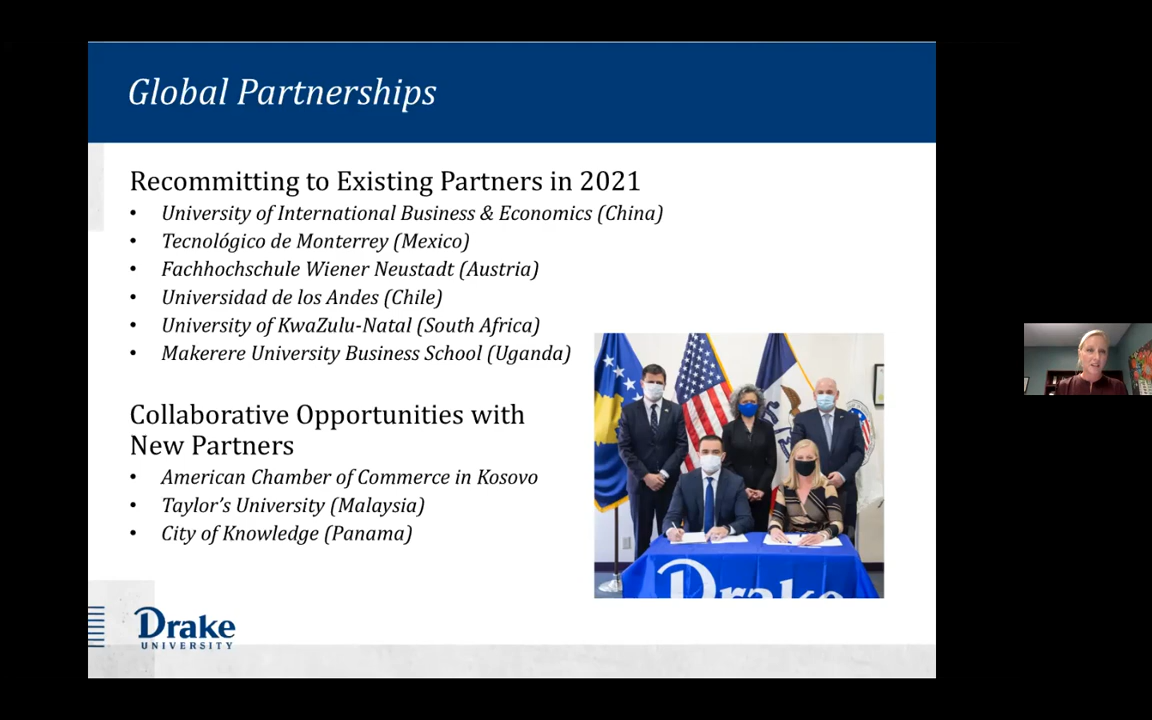 Global Partnerships
Recommitting to Existing Partners in 2021
• University of International Business & Economics (China)
• Tecnológico de Monterrey (Mexico)
• Fachhochschule Wiener Neustadt (Austria)
• Universidad de los Andes (Chile)
• University of KwaZulu-Natal (South Africa)
• Makerere University Business School (Uganda)
Collaborative Opportunities with
New Partners
• American Chamber of Commerce in Kosovo
• Taylor's University (Malaysia)
• City of Knowledge (Panama)
Drake
Drake
UNIVERSITY